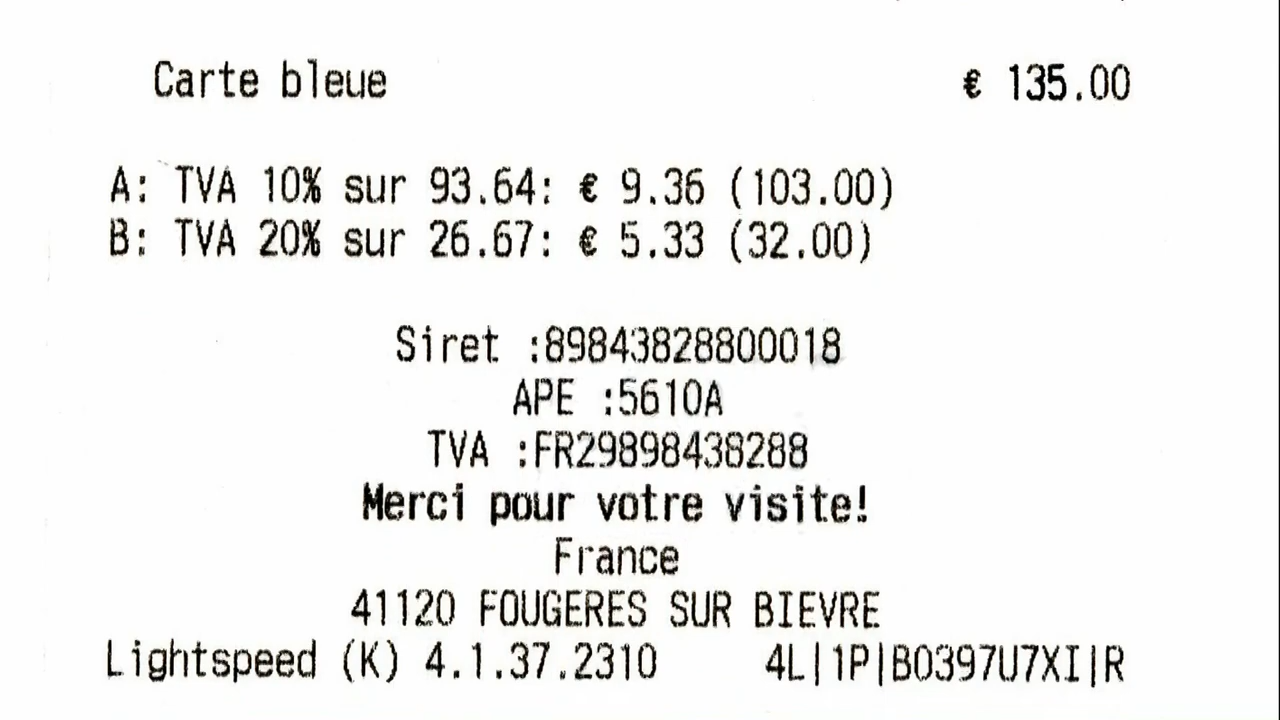 Carte bleue € 135.00
A: TVA 10% sur 93.64: € 9.36 (103.00)
B: TVA 20% sur 26.67: € 5.33 (32.00)
Siret :89843828800018
APE :5610A
TVA :FR29898438288
Merci pour votre visite!
France
41120 FOUGERES SUR BIEVRE
Lightspeed (K) 4.1.37.2310 4L|1P|B0397U7XI|R